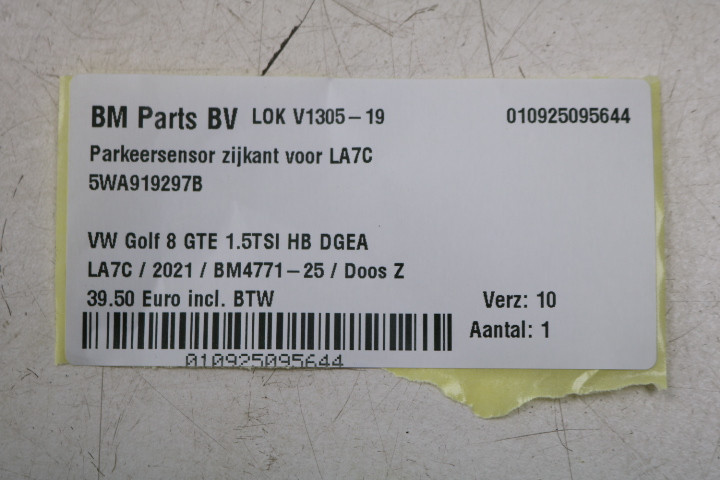 BM Parts BV LOK V1305-19 010925095644
Parkeersensor zijkant voor LA7C
5WA919297B
VW Golf 8 GTE 1.5TSI HB DGEA
LA7C / 2021 / BM4771-25 / Doos Z
39.50 Euro incl. BTW Verz: 10
Aantal: 1
010925095644